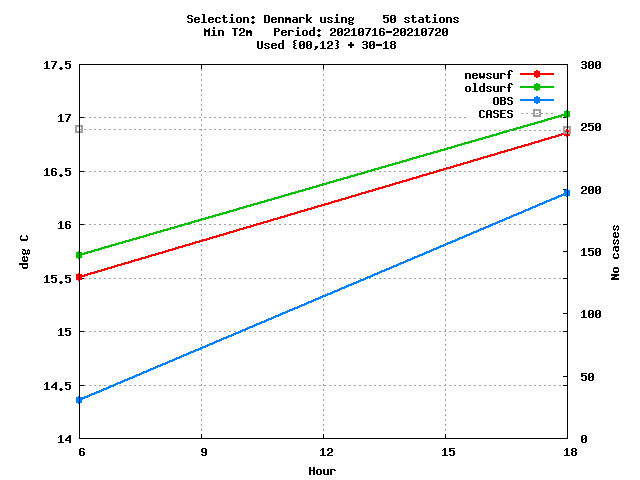 Selection: Denmark using    50 stations
Min T2m   Period: 20210716-20210720
Used {00,12} + 30-18
17.5
17
16.5
16
15.5
15
14.5
14
300
250
200
150
100
50
0
newsurf
oldsurf
OBS
CASES
deg C
No cases
6 9 12 15 18
Hour